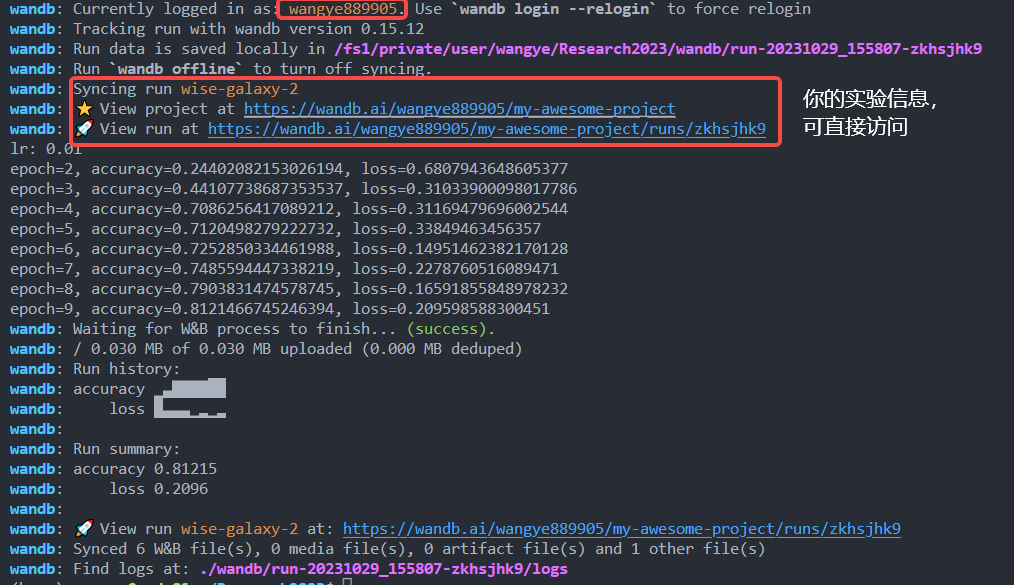 wandb: Currently logged in as: wangye889905. Use `wandb login --relogin` to force relogin
wandb: Tracking run with wandb version 0.15.12
wandb: Run data is saved locally in /fs1/private/user/wangye/Research2023/wandb/run-20231029_155807-zkhsjhk9
wandb: Run `wandb offline` to turn off syncing.
wandb: Syncing run wise-galaxy-2
wandb: ⭐ View project at https://wandb.ai/wangye889905/my-awesome-project
wandb: 🚀 View run at https://wandb.ai/wangye889905/my-awesome-project/runs/zkhsjhk9
你的实验信息,
可直接访问
lr: 0.01
epoch=2, accuracy=0.24402082153026194, loss=0.6807943648605377
epoch=3, accuracy=0.44107738687353537, loss=0.31033900098017786
epoch=4, accuracy=0.7086256417089212, loss=0.31169479696002544
epoch=5, accuracy=0.7120498279222732, loss=0.33849463456357
epoch=6, accuracy=0.7252850334461988, loss=0.14951462382170128
epoch=7, accuracy=0.7485594447338219, loss=0.2278760516089471
epoch=8, accuracy=0.7903831474578745, loss=0.16591855848978232
epoch=9, accuracy=0.8121466745246394, loss=0.209598588300451
wandb: Waiting for W&B process to finish... (success).
wandb: / 0.030 MB of 0.030 MB uploaded (0.000 MB deduped)
wandb: Run history:
wandb: accuracy
wandb: loss
wandb:
wandb: Run summary:
wandb: accuracy 0.81215
wandb: loss 0.2096
wandb:
wandb: 🚀 View run wise-galaxy-2 at: https://wandb.ai/wangye889905/my-awesome-project/runs/zkhsjhk9
wandb: Synced 6 W&B file(s), 0 media file(s), 0 artifact file(s) and 1 other file(s)
wandb: Find logs at: ./wandb/run-20231029_155807-zkhsjhk9/logs